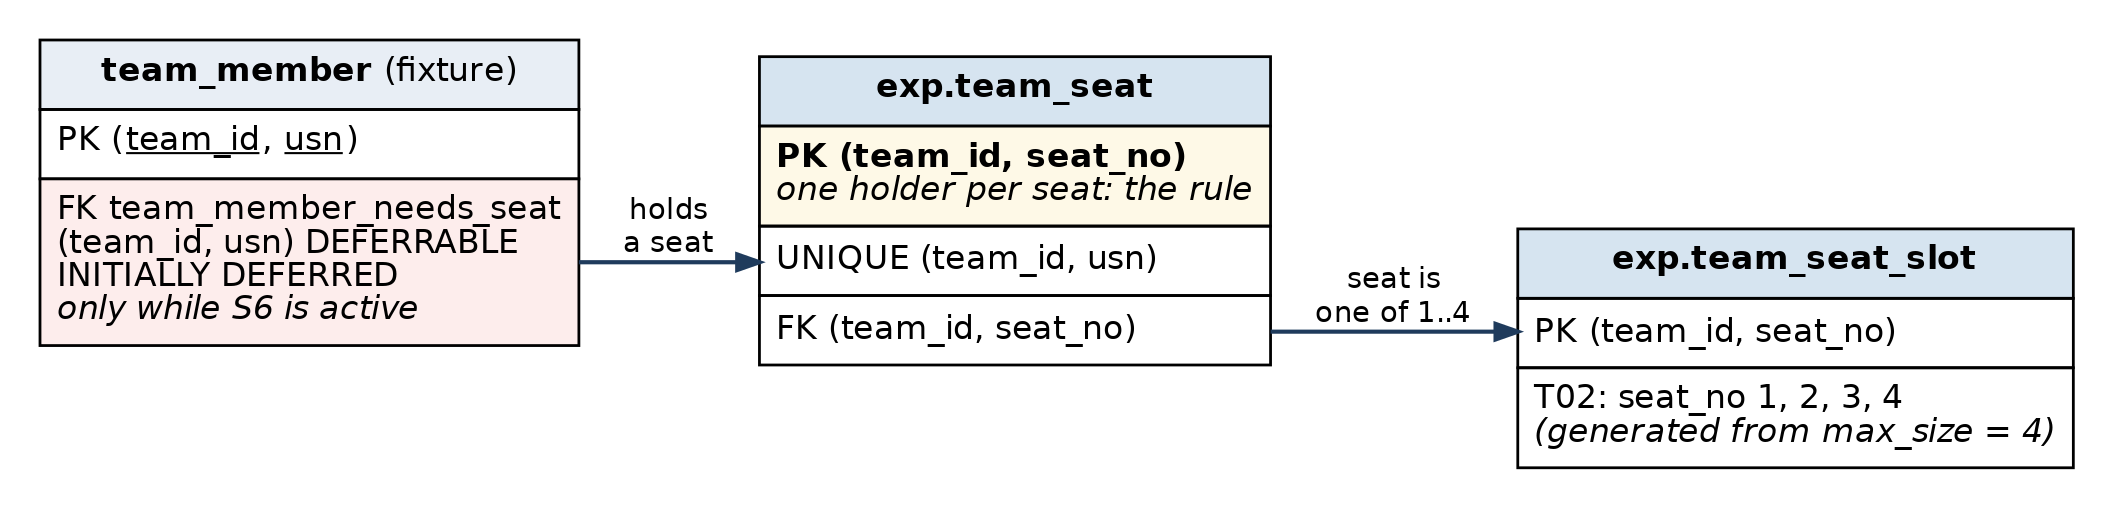 team_member (fixture)
PK (team_id, usn)
FK team_member_needs_seat
(team_id, usn) DEFERRABLE
INITIALLY DEFERRED
only while S6 is active
holds
a seat
exp.team_seat
PK (team_id, seat_no)
one holder per seat: the rule
UNIQUE (team_id, usn)
FK (team_id, seat_no)
seat is
one of 1..4
exp.team_seat_slot
PK (team_id, seat_no)
T02: seat_no 1, 2, 3, 4
(generated from max_size = 4)